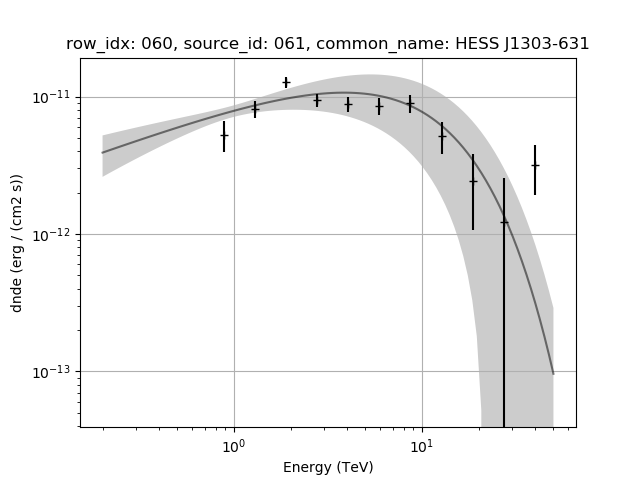 row_idx: 060, source_id: 061, common_name: HESS J1303-631
dnde (erg / (cm2 s))
10⁻¹¹
10⁻¹²
10⁻¹³
10⁰
10¹
Energy (TeV)